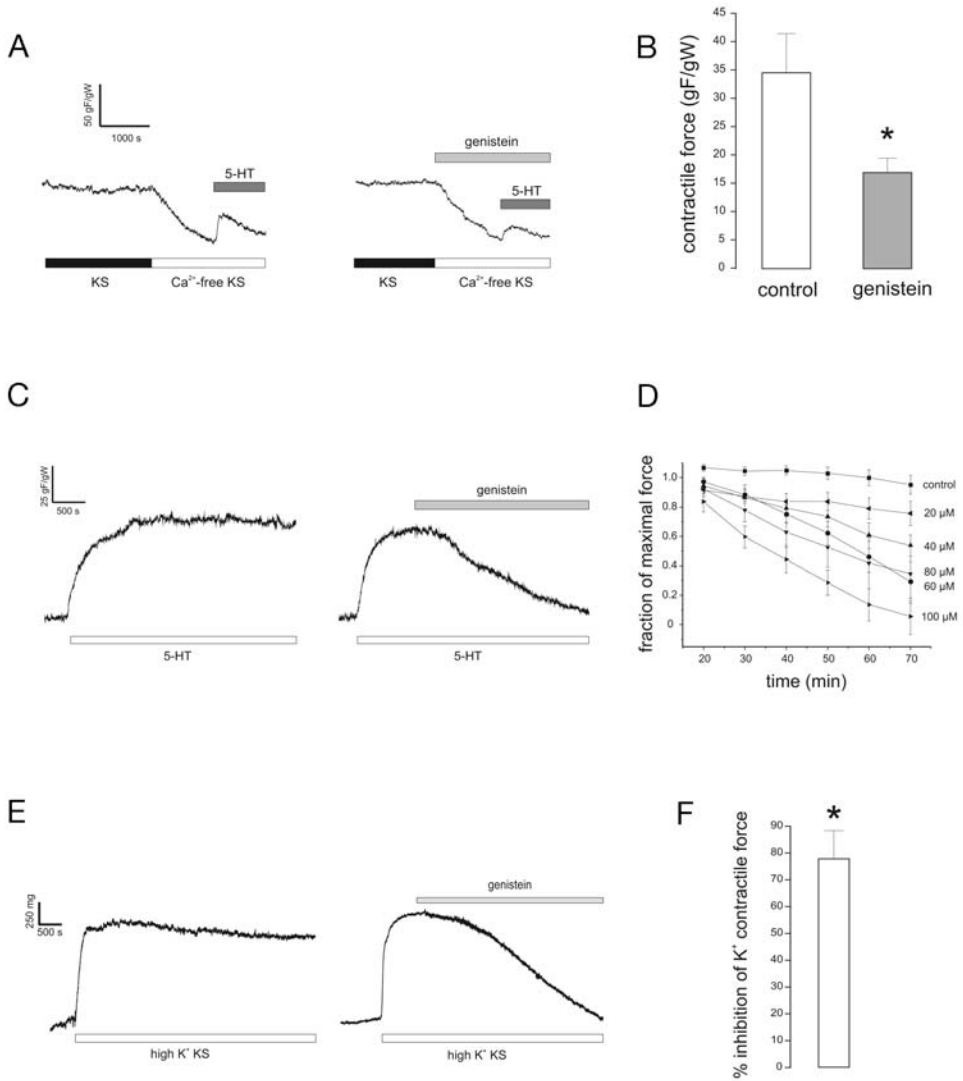 A
50 gF/gW
1000 s
5-HT
KS
Ca²⁺-free KS
genistein
5-HT
KS
Ca²⁺-free KS
B
contractile force (gF/gW)
45
40
35
30
25
20
15
10
5
0
*
control
genistein
C
25 gF/gW
500 s
5-HT
genistein
5-HT
D
fraction of maximal force
1.0
0.8
0.6
0.4
0.2
0
20
30
40
50
60
70
time (min)
control
20 µM
40 µM
80 µM
60 µM
100 µM
E
250 mg
500 s
high K⁺ KS
genistein
high K⁺ KS
F
% inhibition of K⁺ contractile force
90
80
70
60
50
40
30
20
10
0
*